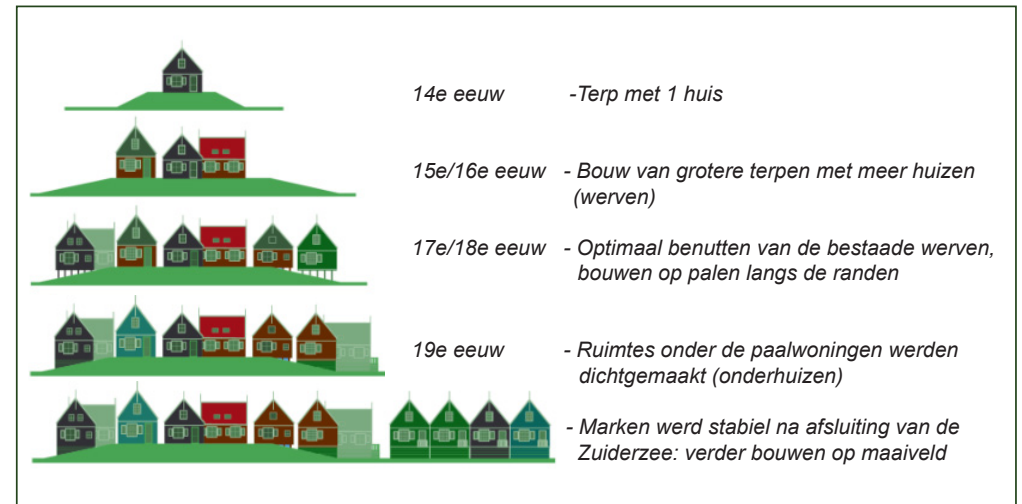 14e eeuw -Terp met 1 huis
15e/16e eeuw - Bouw van grotere terpen met meer huizen
(werven)
17e/18e eeuw - Optimaal benutten van de bestaade werven,
bouwen op palen langs de randen
19e eeuw - Ruimtes onder de paalwoningen werden
dichtgemaakt (onderhuizen)
- Marken werd stabiel na afsluiting van de
Zuiderzee: verder bouwen op maaiveld